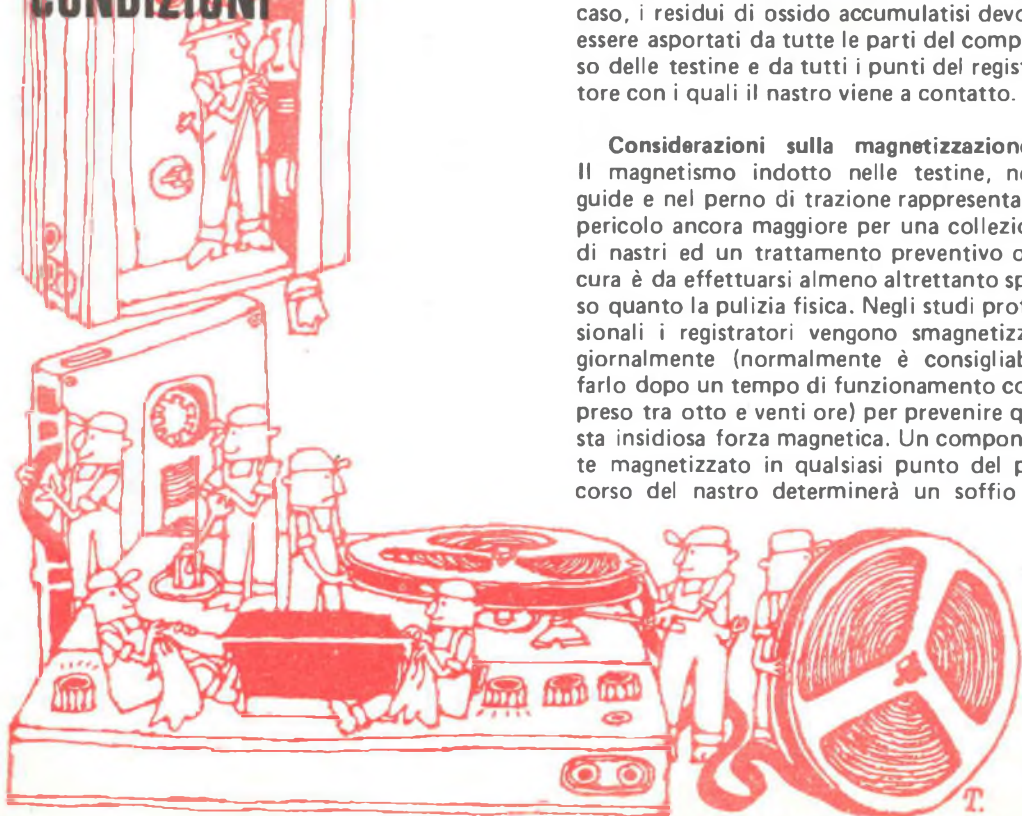 CONDIZIONI
caso, i residui di ossido accumulatisi devo
essere asportati da tutte le parti del comp
so delle testine e da tutti i punti del regist
tore con i quali il nastro viene a contatto.
Considerazioni sulla magnetizzazione
Il magnetismo indotto nelle testine, ne
guide e nel perno di trazione rappresenta
pericolo ancora maggiore per una collezio
di nastri ed un trattamento preventivo o
cura è da effettuarsi almeno altrettanto sp
so quanto la pulizia fisica. Negli studi prof
sionali i registratori vengono smagnetizz
giornalmente (normalmente è consigliab
farlo dopo un tempo di funzionamento co
preso tra otto e venti ore) per prevenire q
sta insidiosa forza magnetica. Un compon
te magnetizzato in qualsiasi punto del p
corso del nastro determinerà un soffio
T.